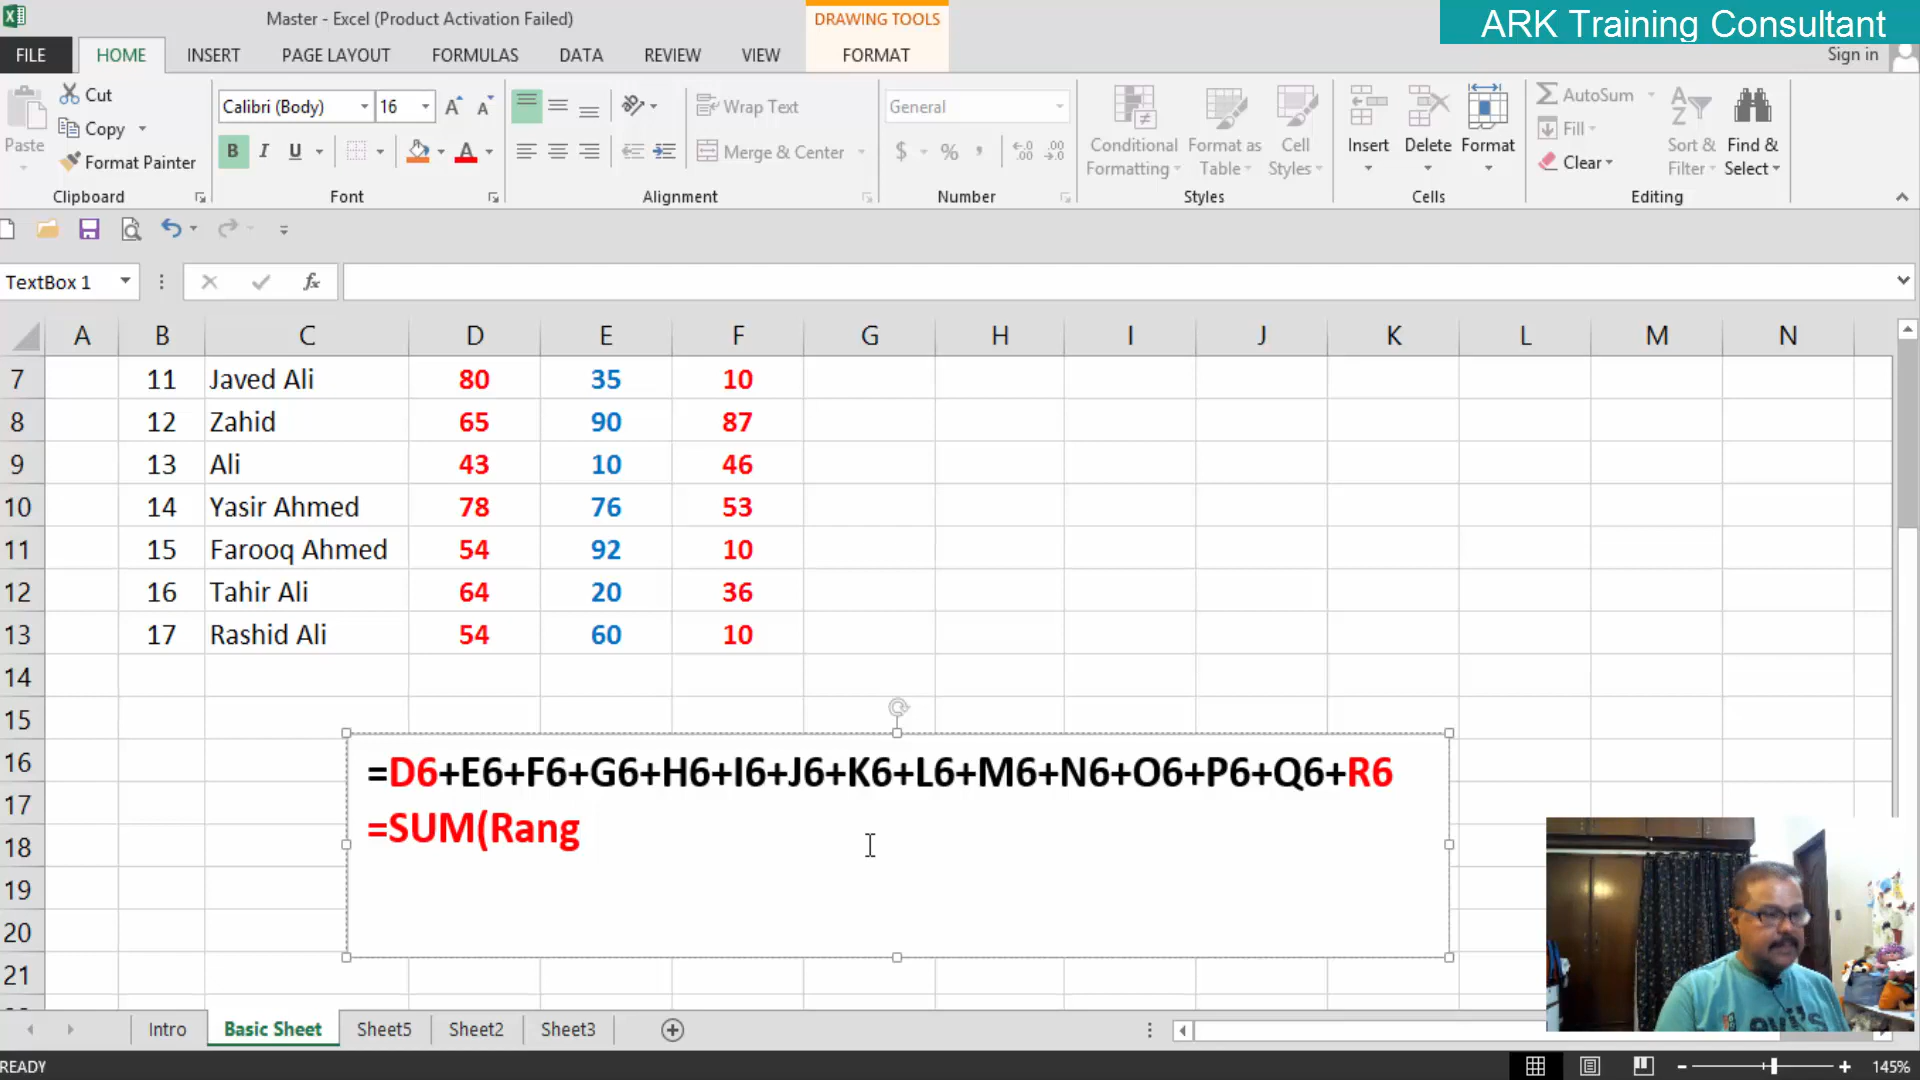 Master - Excel (Product Activation Failed)
DRAWING TOOLS
ARK Training Consultant
FILE HOME INSERT PAGE LAYOUT FORMULAS DATA REVIEW VIEW FORMAT Sign in
Paste
Cut
Copy
Format Painter
Clipboard
Calibri (Body) 16
B I U
Font
Wrap Text
Merge & Center
Alignment
General
$ % ,
Number
Conditional Formatting
Format as Table
Cell Styles
Styles
Insert Delete Format
Cells
AutoSum
Fill
Clear
Sort & Filter
Find & Select
Editing
TextBox 1
fx
A B C D E F G H I J K L M N
7 11 Javed Ali 80 35 10
8 12 Zahid 65 90 87
9 13 Ali 43 10 46
10 14 Yasir Ahmed 78 76 53
11 15 Farooq Ahmed 54 92 10
12 16 Tahir Ali 64 20 36
13 17 Rashid Ali 54 60 10
14
15
16
17
18
19
20
21
=D6+E6+F6+G6+H6+I6+J6+K6+L6+M6+N6+O6+P6+Q6+R6
=SUM(Rang
Intro Basic Sheet Sheet5 Sheet2 Sheet3
READY
145%